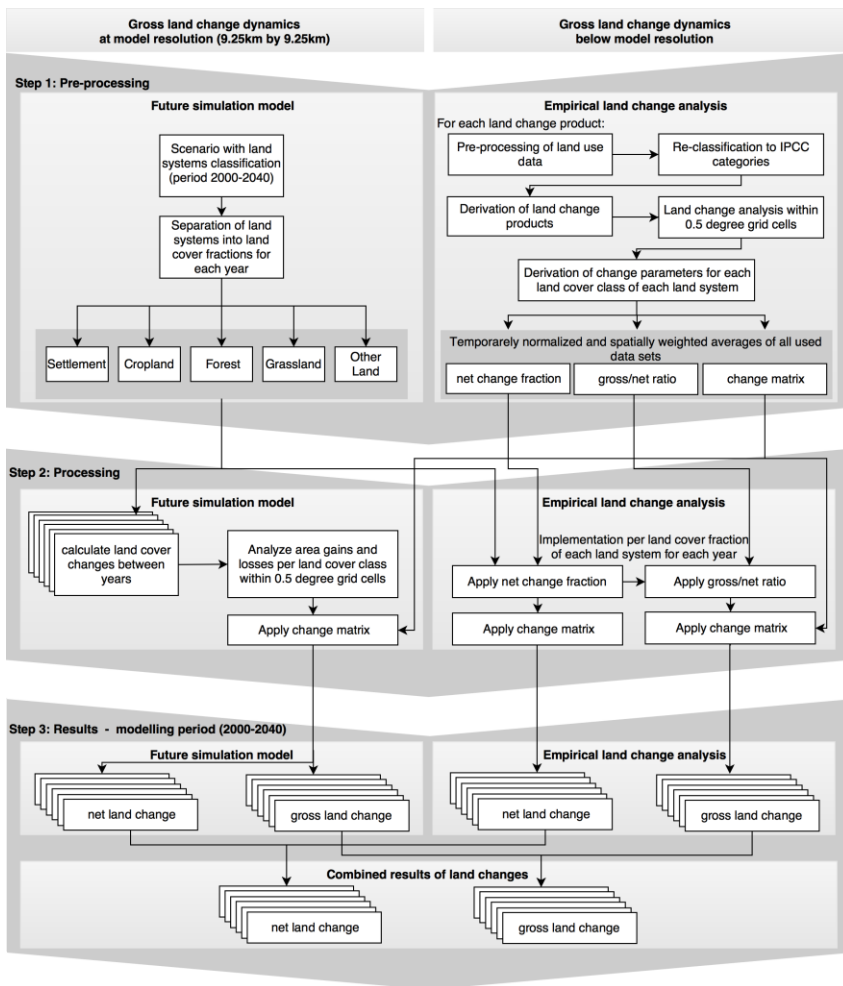 Gross land change dynamics
at model resolution (9.25km by 9.25km)
Gross land change dynamics
below model resolution
Step 1: Pre-processing
Future simulation model
Scenario with land
systems classification
(period 2000-2040)
Separation of land
systems into land
cover fractions for
each year
Settlement
Cropland
Forest
Grassland
Other
Land
Empirical land change analysis
For each land change product:
Pre-processing of land use
data
Re-classification to IPCC
categories
Derivation of land change
products
Land change analysis within
0.5 degree grid cells
Derivation of change parameters for each
land cover class of each land system
Temporarely normalized and spatially weighted averages of all used
data sets
net change fraction
gross/net ratio
change matrix
Step 2: Processing
Future simulation model
calculate land cover
changes between
years
Analyze area gains and
losses per land cover class
within 0.5 degree grid cells
Apply change matrix
Empirical land change analysis
Implementation per land cover fraction
of each land system for each year
Apply net change fraction
Apply gross/net ratio
Apply change matrix
Apply change matrix
Step 3: Results - modelling period (2000-2040)
Future simulation model
net land change
gross land change
Empirical land change analysis
net land change
gross land change
Combined results of land changes
net land change
gross land change